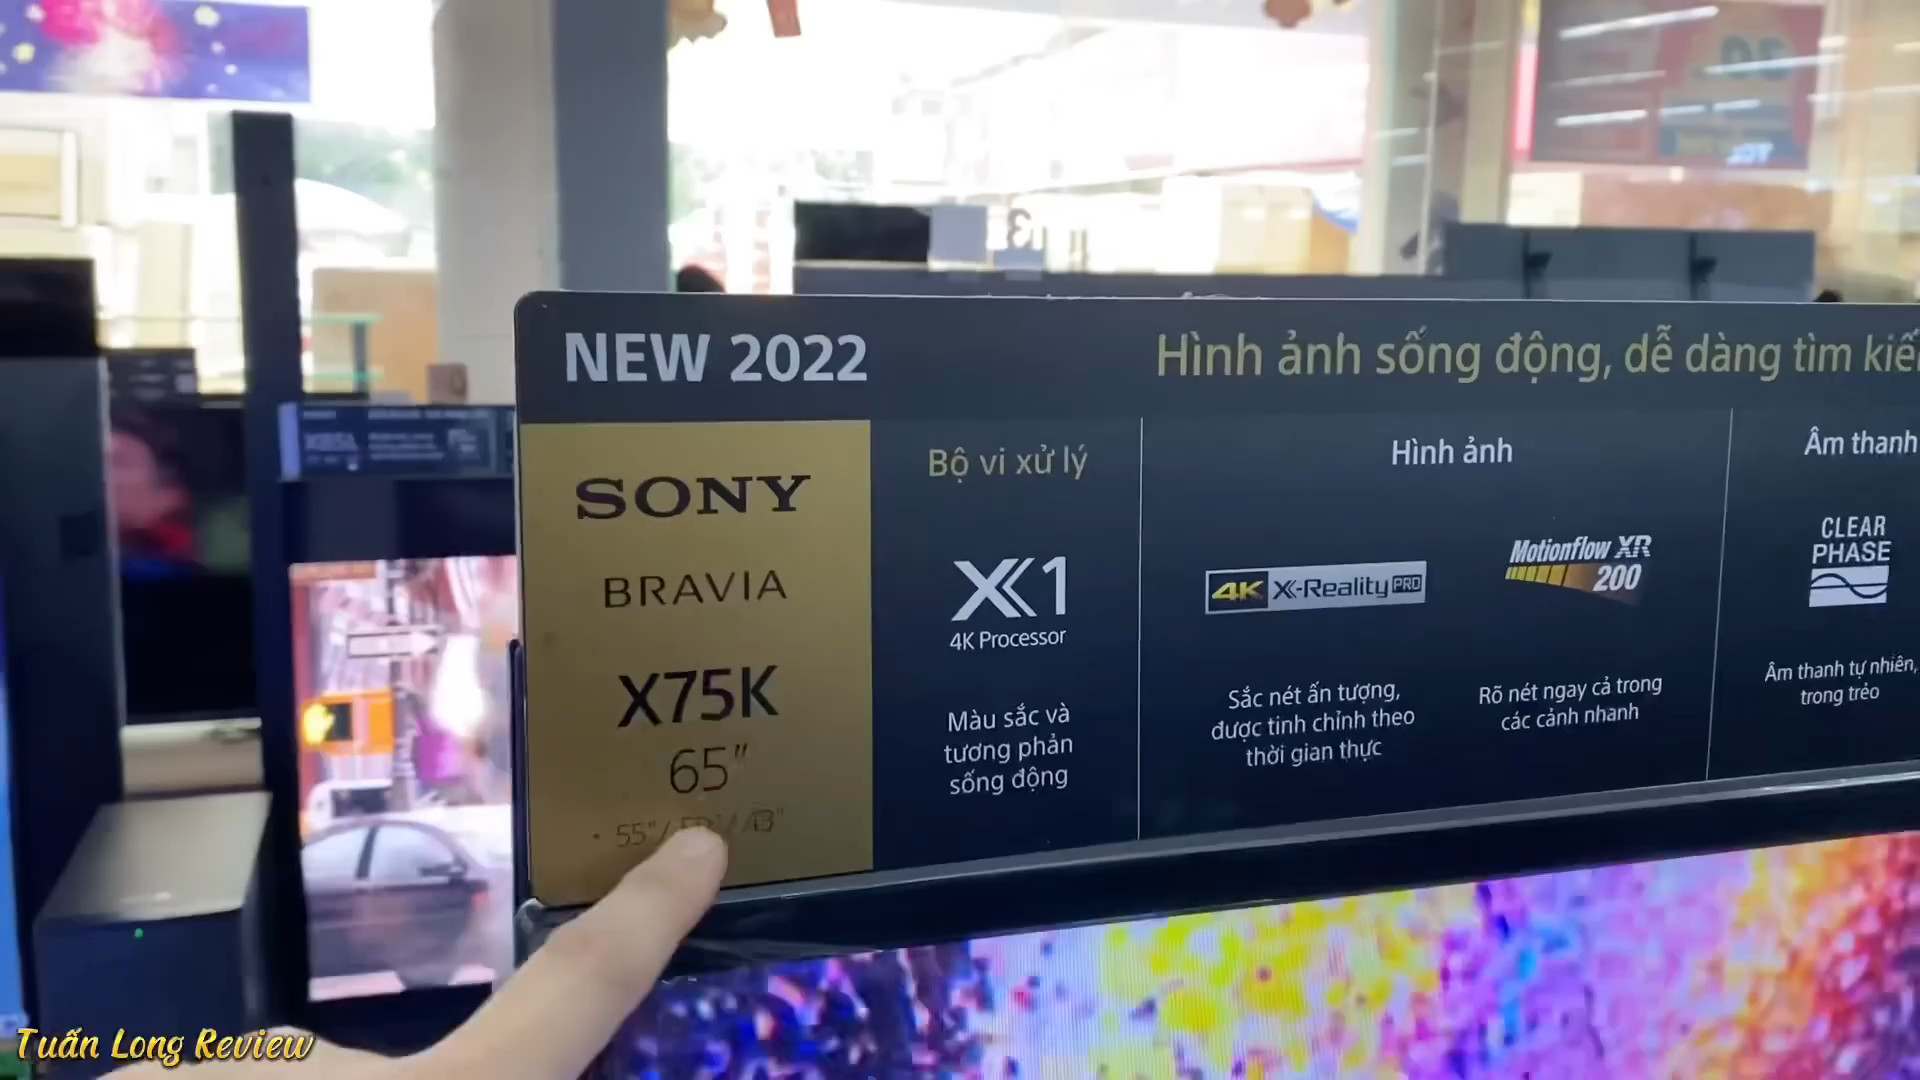 NEW 2022
Hình ảnh sống động, dễ dàng tìm
SONY
BRAVIA
X75K
65"
55"
43"
Bộ vi xử lý
X1
4K Processor
Màu sắc và
tương phản
sống động
Hình ảnh
4K X-Reality PRO
Sắc nét ấn tượng,
được tinh chỉnh theo
thời gian thực
Motionflow XR
200
Rõ nét ngay cả trong
các cảnh nhanh
Âm thanh
CLEAR
PHASE
Âm thanh tự nhiên,
trong trẻo
Tuấn Long Review